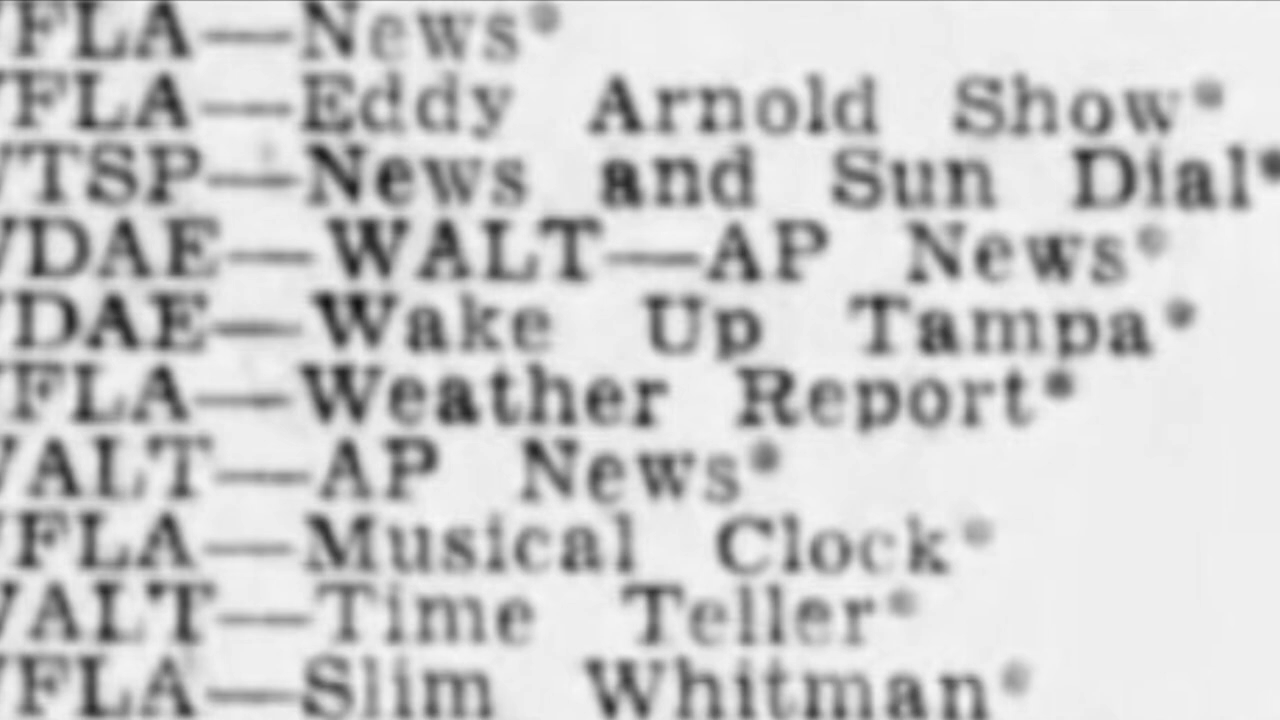 FLA—News*
FLA—Eddy Arnold Show*
TSP—News and Sun Dial*
DAE—WALT—AP News*
DAE—Wake Up Tampa*
FLA—Weather Report*
ALT—AP News*
FLA—Musical Clock*
ALT—Time Teller*
FLA—Slim Whitman*